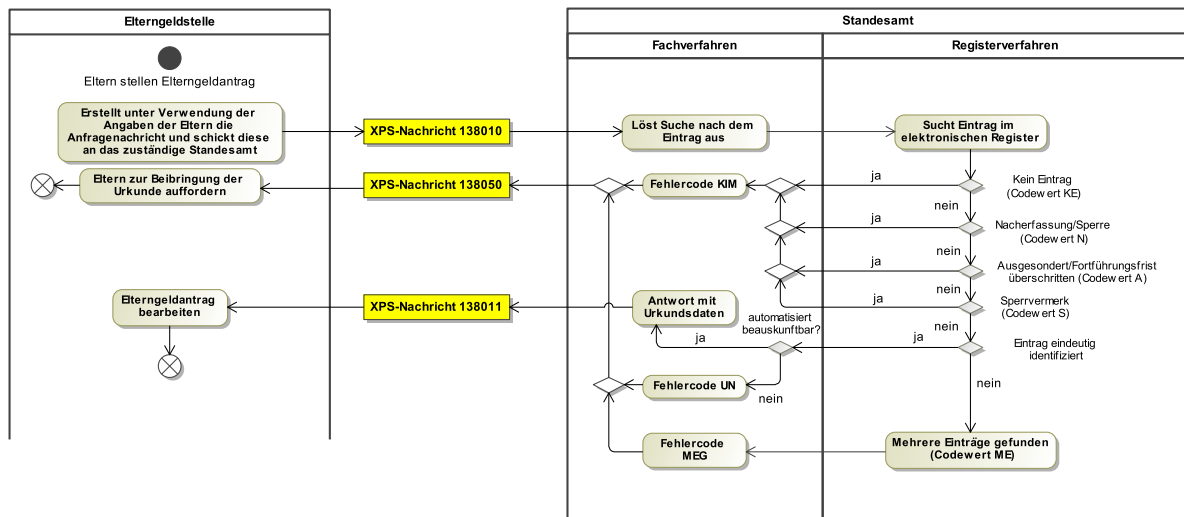 Elterngeldstelle
Standesamt
Fachverfahren
Registerverfahren
Eltern stellen Elterngeldantrag
Erstellt unter Verwendung der
Angaben der Eltern die
Anfragenachricht und schickt diese
an das zuständige Standesamt
XPS-Nachricht 138010
Löst Suche nach dem
Eintrag aus
Sucht Eintrag im
elektronischen Register
Eltern zur Beibringung der
Urkunde auffordern
XPS-Nachricht 138050
Fehlercode KIM
ja
Kein Eintrag
(Codewert KE)
nein
ja
Nacherfassung/Sperre
(Codewert N)
nein
ja
Ausgesondert/Fortführungsfrist
überschritten (Codewert A)
nein
Elterngeldantrag
bearbeiten
XPS-Nachricht 138011
Antwort mit
Urkundsdaten
ja
Sperrvermerk
(Codewert S)
automatisiert
beauskunftbar?
nein
ja
ja
Eintrag eindeutig
identifiziert
Fehlercode UN
nein
nein
Fehlercode
MEG
Mehrere Einträge gefunden
(Codewert ME)